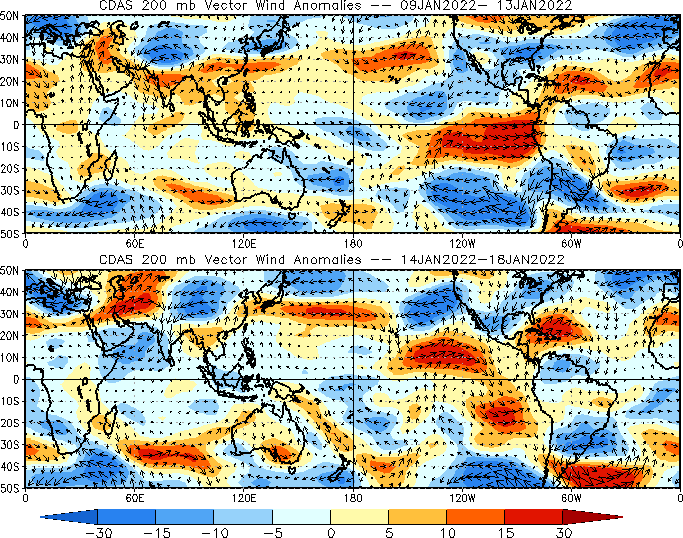 CDAS 200 mb Vector Wind Anomalies -- 09JAN2022- 13JAN2022
50N
40N
30N
20N
10N
0
10S
20S
30S
40S
50S
0 60E 120E 180 120W 60W 0
CDAS 200 mb Vector Wind Anomalies -- 14JAN2022-18JAN2022
50N
40N
30N
20N
10N
0
10S
20S
30S
40S
50S
0 60E 120E 180 120W 60W 0
-30 -15 -10 -5 0 5 10 15 30